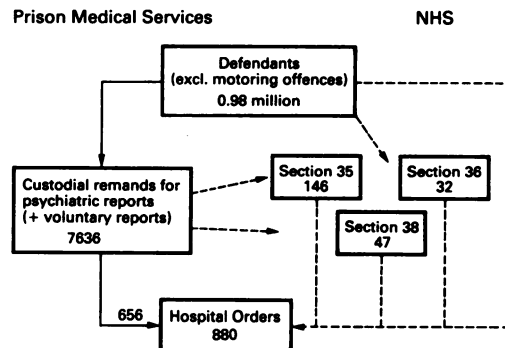 Prison Medical Services
NHS
Defendants
(excl. motoring offences)
0.98 million
Custodial remands for
psychiatric reports
(+ voluntary reports)
7636
Section 35
146
Section 36
32
Section 38
47
656
Hospital Orders
880